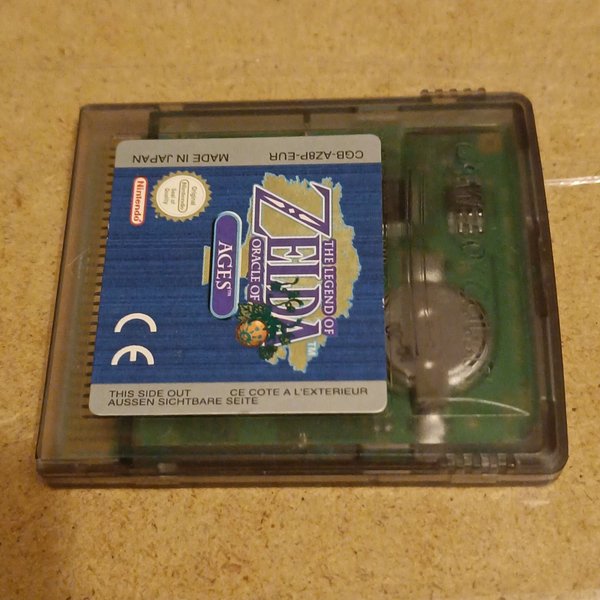 MADE IN JAPAN CGB-AZ8P-EUR
Nintendo
Original
Nintendo
Seal of
Quality
THE LEGEND OF
ZELDA
TM
ORACLE OF
AGES™
CE
THIS SIDE OUT CE COTE A L'EXTERIEUR
AUSSEN SICHTBARE SEITE